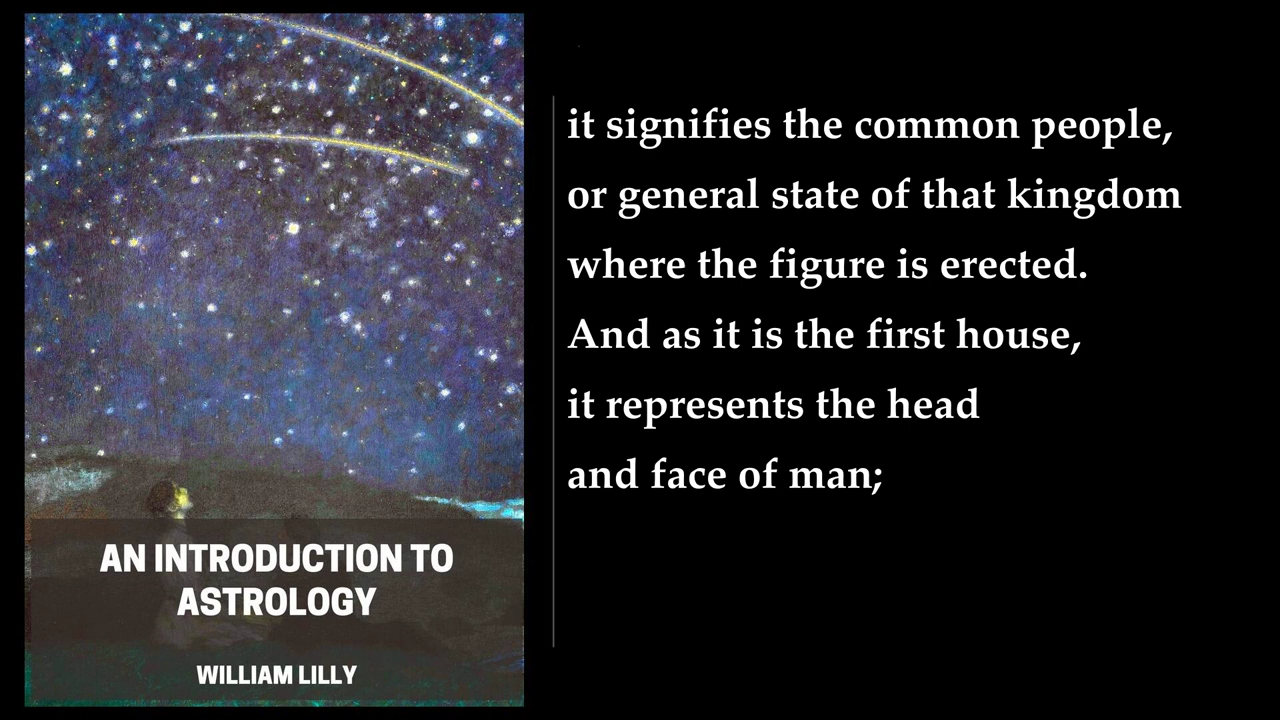 it signifies the common people,
or general state of that kingdom
where the figure is erected.
And as it is the first house,
it represents the head
and face of man;
AN INTRODUCTION TO
ASTROLOGY
WILLIAM LILLY